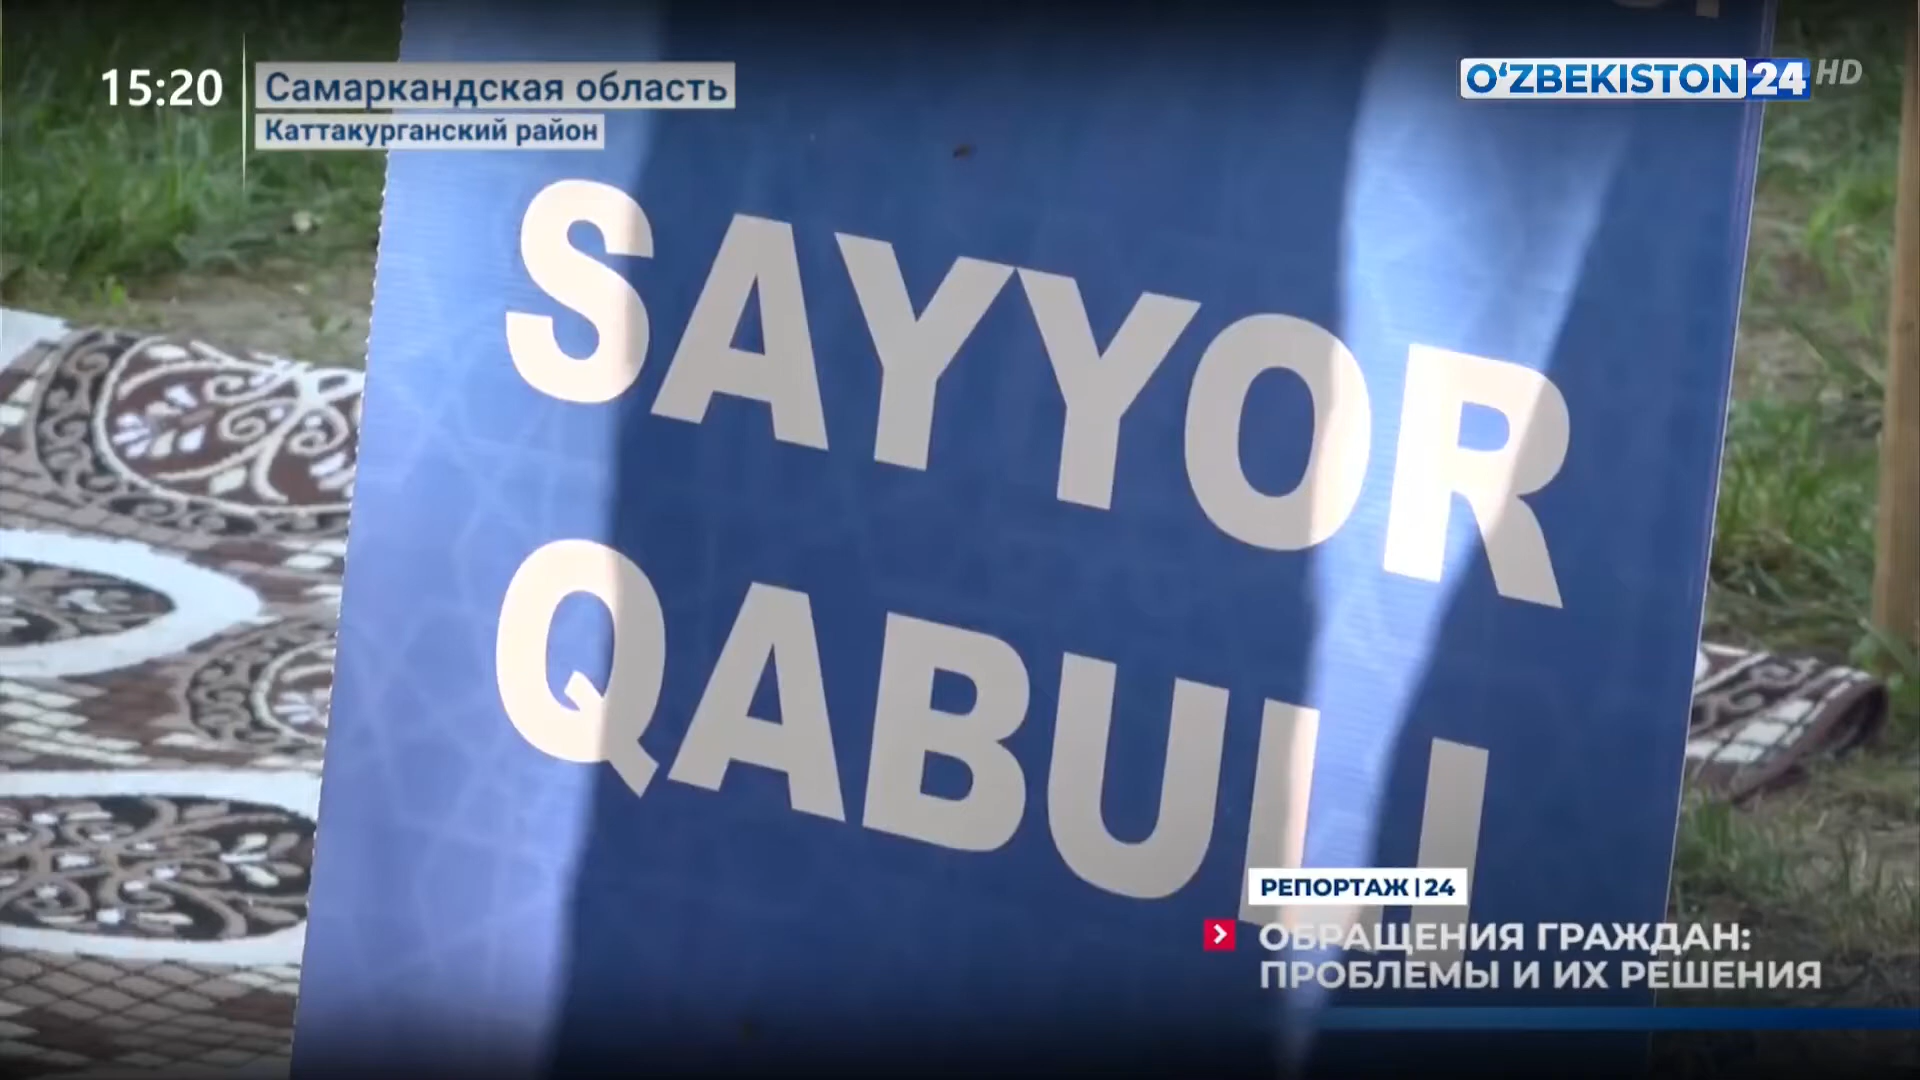 15:20
Самаркандская область
Каттакурганский район
O‘ZBEKISTON 24 HD
SAYYOR
QABULI
РЕПОРТАЖ | 24
ОБРАЩЕНИЯ ГРАЖДАН:
ПРОБЛЕМЫ И ИХ РЕШЕНИЯ